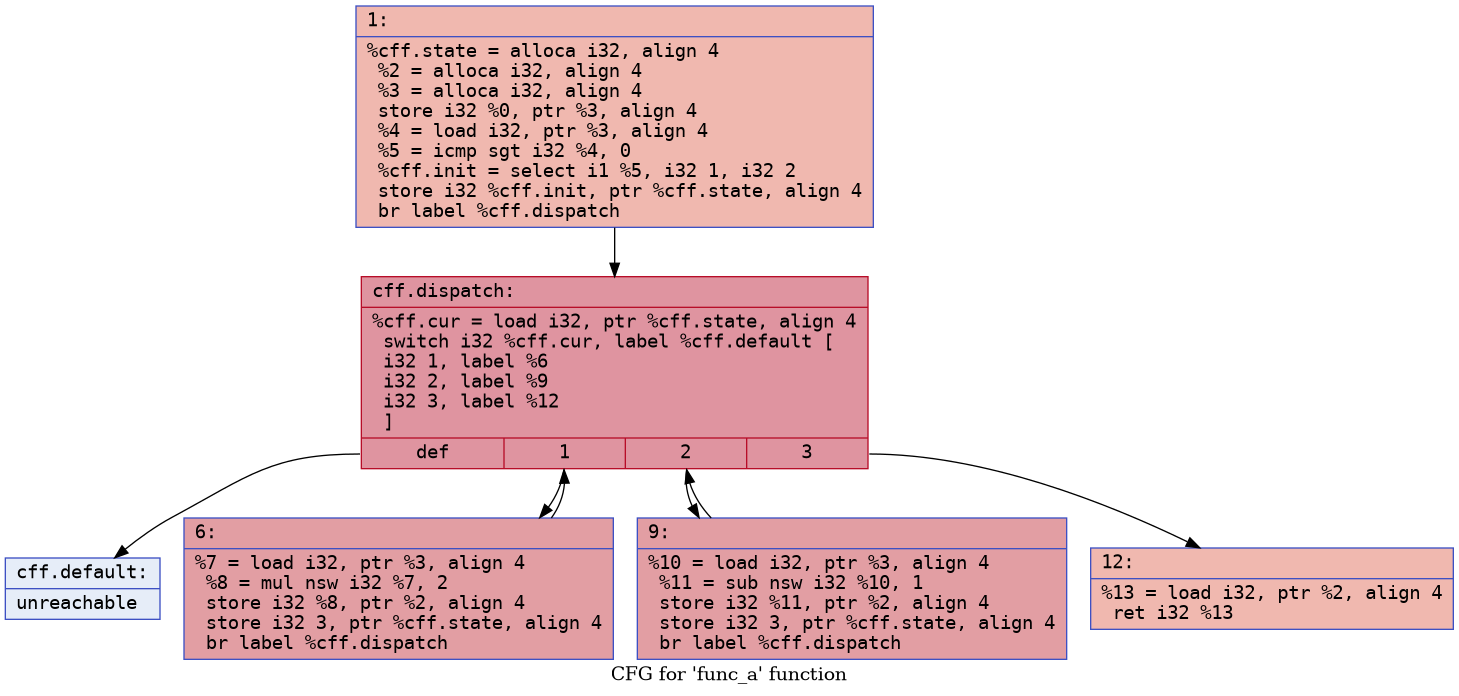 1:
%cff.state = alloca i32, align 4
%2 = alloca i32, align 4
%3 = alloca i32, align 4
store i32 %0, ptr %3, align 4
%4 = load i32, ptr %3, align 4
%5 = icmp sgt i32 %4, 0
%cff.init = select i1 %5, i32 1, i32 2
store i32 %cff.init, ptr %cff.state, align 4
br label %cff.dispatch
cff.dispatch:
%cff.cur = load i32, ptr %cff.state, align 4
switch i32 %cff.cur, label %cff.default [
i32 1, label %6
i32 2, label %9
i32 3, label %12
]
def 1 2 3
cff.default:
unreachable
6:
%7 = load i32, ptr %3, align 4
%8 = mul nsw i32 %7, 2
store i32 %8, ptr %2, align 4
store i32 3, ptr %cff.state, align 4
br label %cff.dispatch
9:
%10 = load i32, ptr %3, align 4
%11 = sub nsw i32 %10, 1
store i32 %11, ptr %2, align 4
store i32 3, ptr %cff.state, align 4
br label %cff.dispatch
12:
%13 = load i32, ptr %2, align 4
ret i32 %13
CFG for 'func_a' function